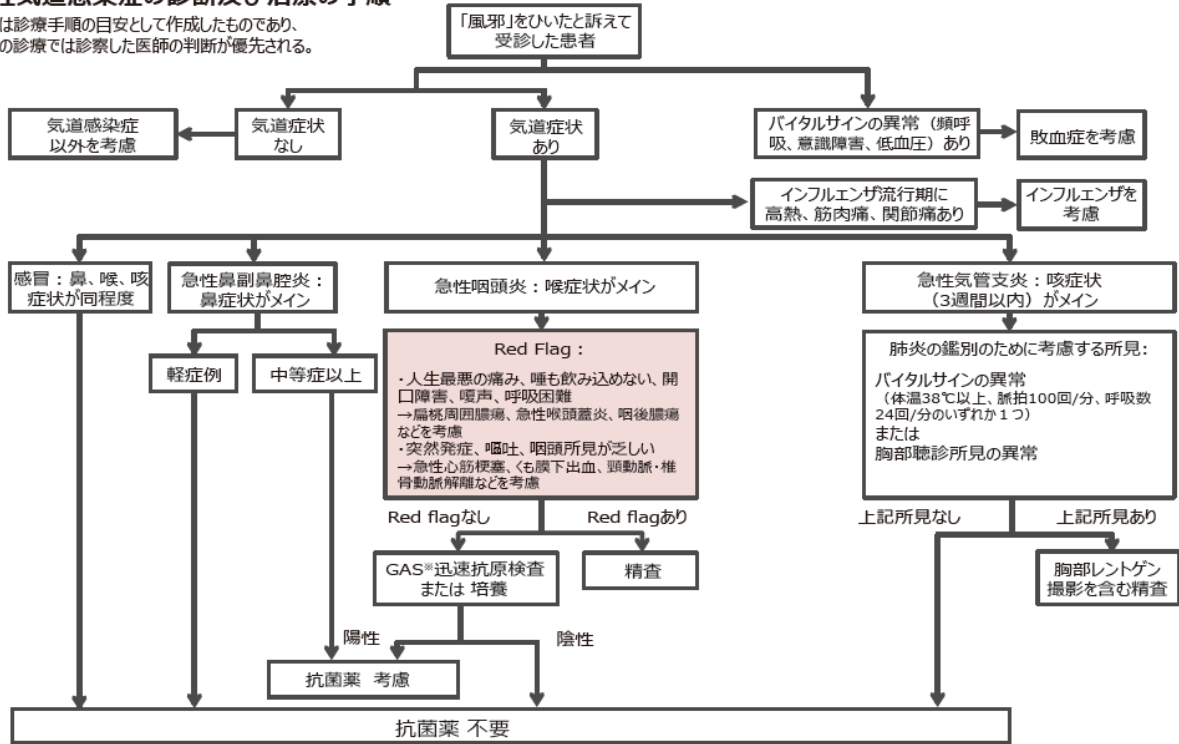 性気道感染症の診断及び治療の手順
は診療手順の目安として作成したものであり、
の診療では診察した医師の判断が優先される。
「風邪」をひいたと訴えて
受診した患者
気道感染症
以外を考慮
気道症状
なし
気道症状
あり
バイタルサインの異常（頻呼
吸、意識障害、低血圧）あり
敗血症を考慮
インフルエンザ流行期に
高熱、筋肉痛、関節痛あり
インフルエンザを
考慮
感冒：鼻、喉、咳
症状が同程度
急性鼻副鼻腔炎：
鼻症状がメイン
急性咽頭炎：喉症状がメイン
急性気管支炎：咳症状
（3週間以内）がメイン
軽症例
中等症以上
Red Flag：
・人生最悪の痛み、唾も飲み込めない、開
口障害、嗄声、呼吸困難
→扁桃周囲膿瘍、急性喉頭蓋炎、咽後膿瘍
などを考慮
・突然発症、嘔吐、咽頭所見が乏しい
→急性心筋梗塞、くも膜下出血、頸動脈・椎
骨動脈解離などを考慮
肺炎の鑑別のために考慮する所見：
バイタルサインの異常
（体温38℃以上、脈拍100回/分、呼吸数
24回/分のいずれか１つ）
または
胸部聴診所見の異常
Red flagなし
Red flagあり
上記所見なし
上記所見あり
GAS※迅速抗原検査
または 培養
精査
胸部レントゲン
撮影を含む精査
陽性
陰性
抗菌薬 考慮
抗菌薬 不要